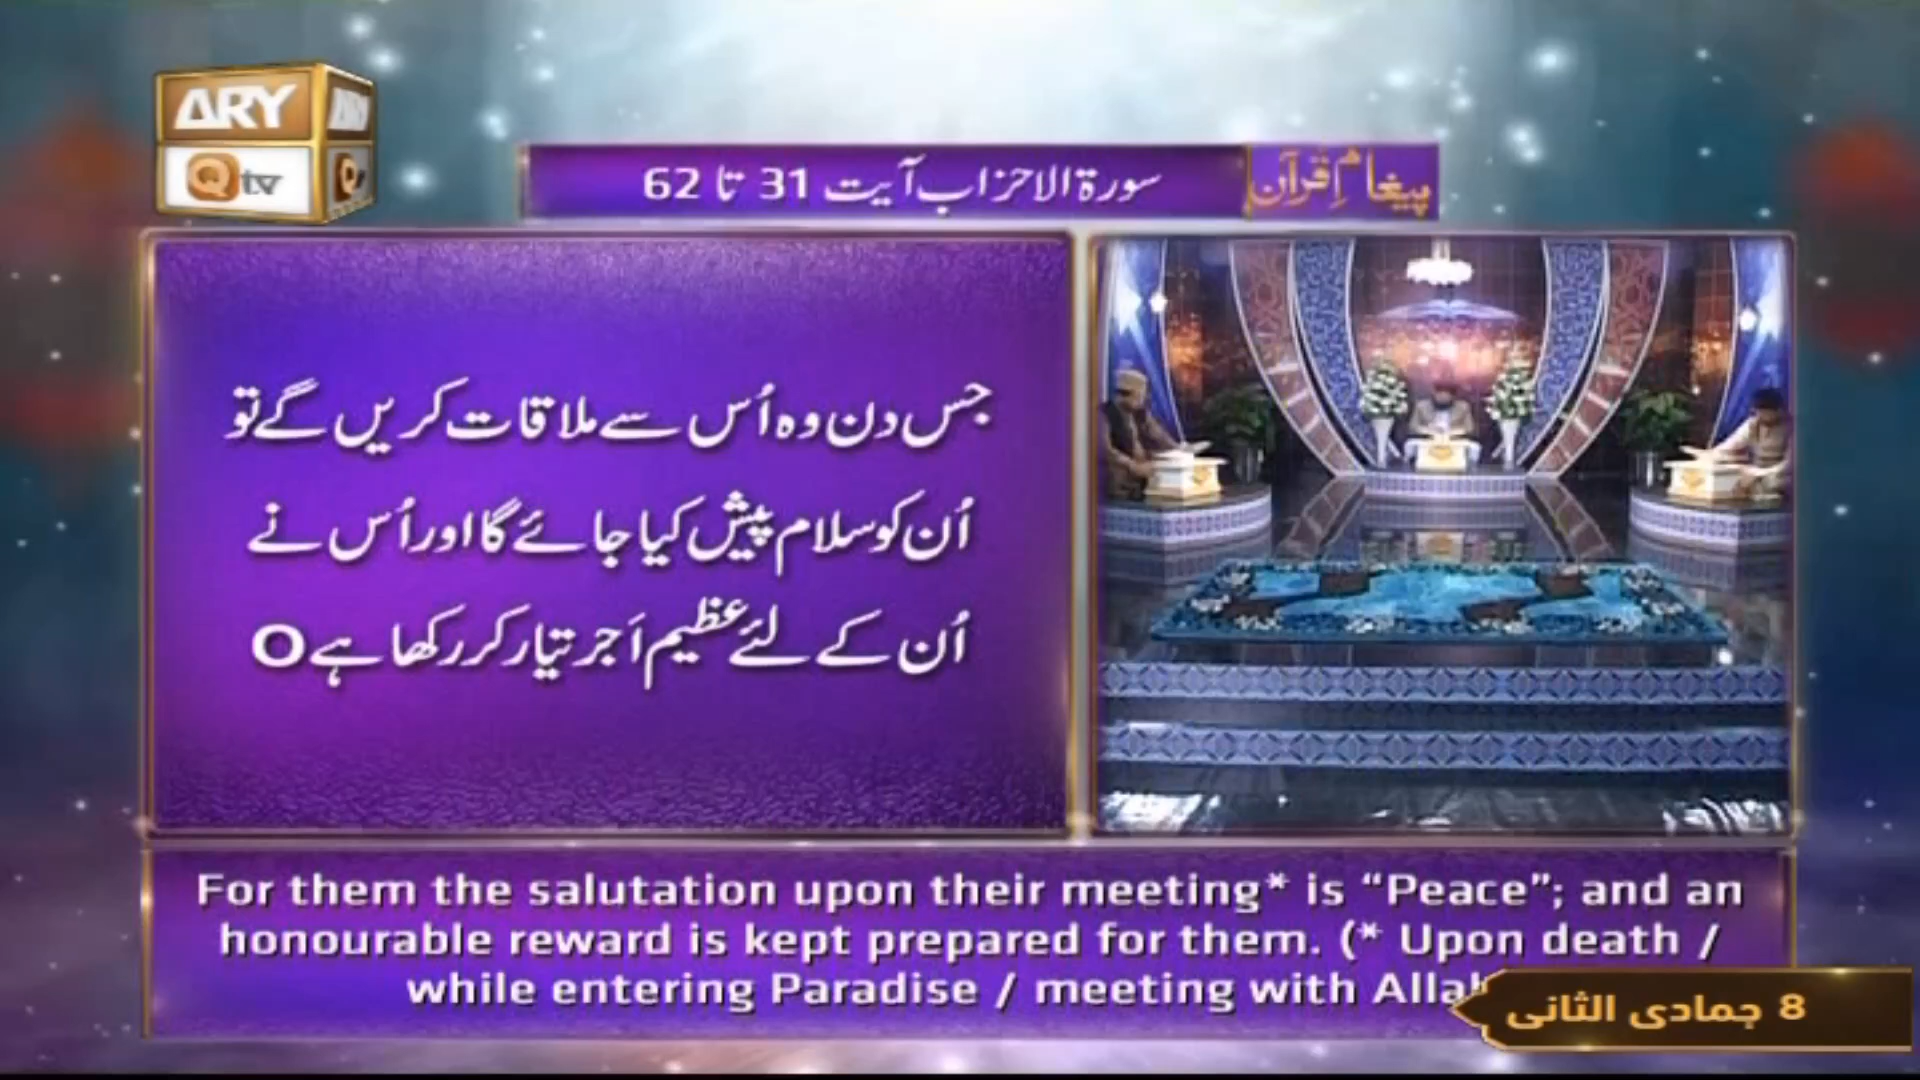 ARY
Qtv
پیغامِ قرآن
سورۃ الاحزاب آیت 31 تا 62
جس دن وہ اُس سے ملاقات کریں گے تو
اُن کو سلام پیش کیا جائے گا اور اُس نے
اُن کے لئے عظیم اَجر تیار کر رکھا ہے O
For them the salutation upon their meeting* is “Peace”; and an
honourable reward is kept prepared for them. (* Upon death /
while entering Paradise / meeting with
8 جمادی الثانی